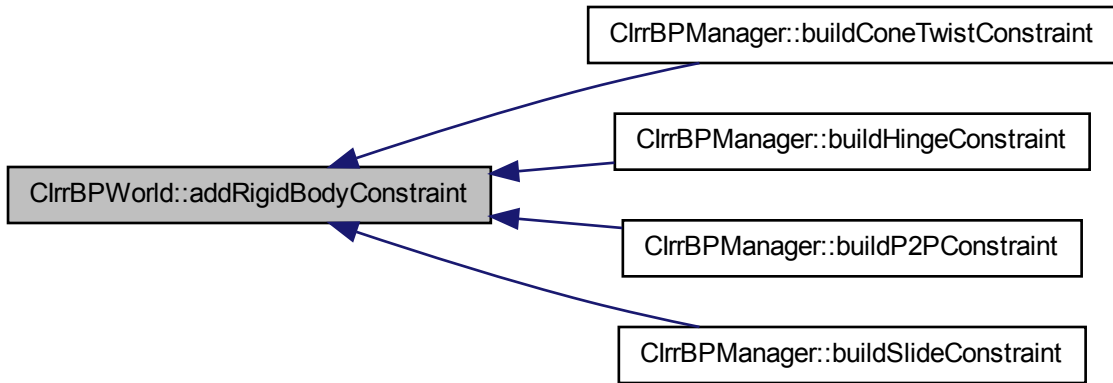 CIrrBPManager::buildConeTwistConstraint
CIrrBPManager::buildHingeConstraint
CIrrBPWorld::addRigidBodyConstraint
CIrrBPManager::buildP2PConstraint
CIrrBPManager::buildSlideConstraint